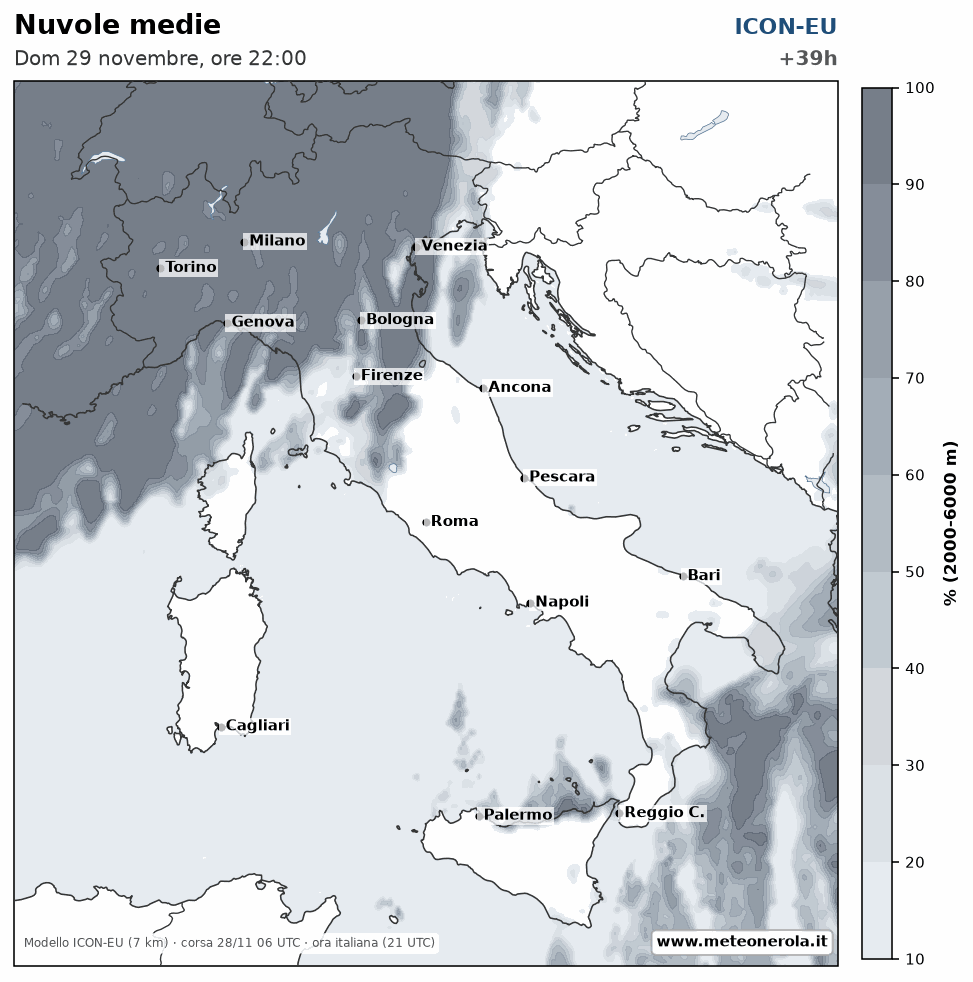 Nuvole medie
ICON-EU
Dom 29 novembre, ore 22:00
+39h
Milano
Venezia
Torino
Genova
Bologna
Firenze
Ancona
Pescara
Roma
Bari
Napoli
Cagliari
Palermo
Reggio C.
100
90
80
70
60
50
40
30
20
10
% (2000-6000 m)
Modello ICON-EU (7 km) · corsa 28/11 06 UTC · ora italiana (21 UTC)
www.meteonerola.it